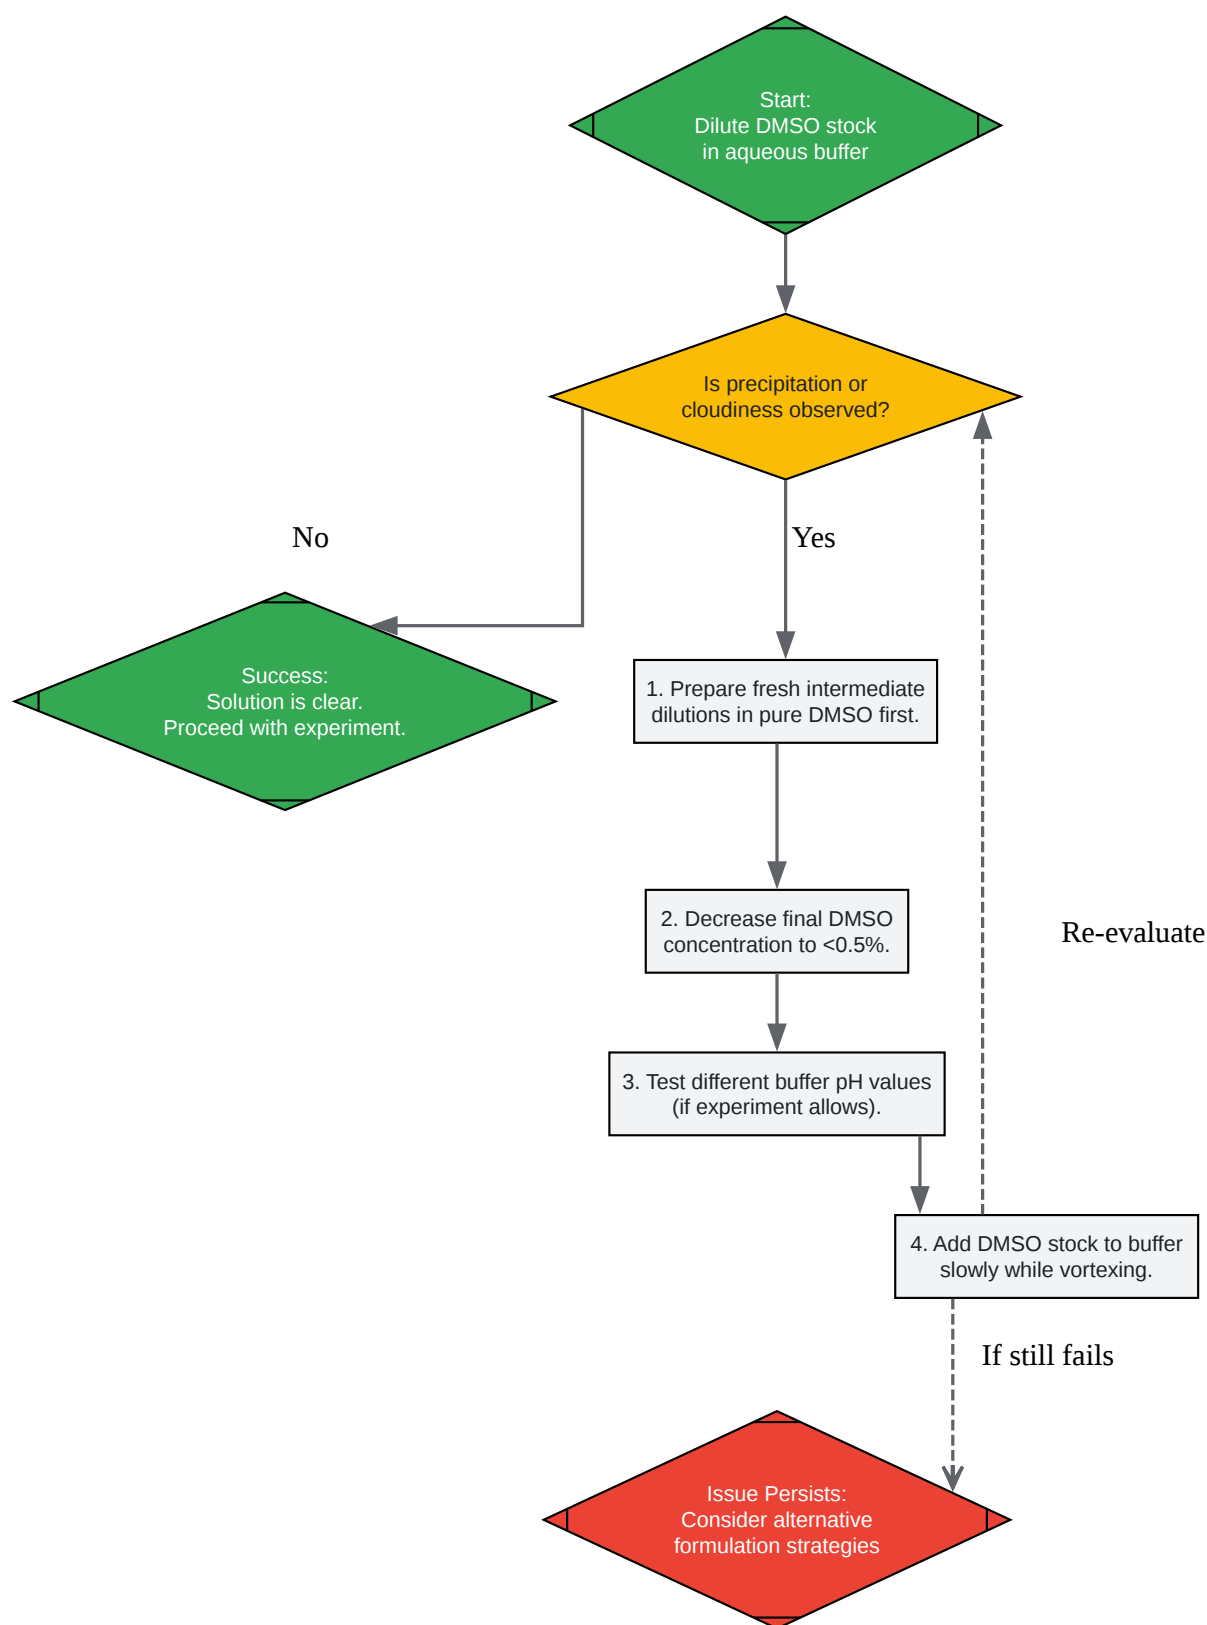 Start:
Dilute DMSO stock
in aqueous buffer
Is precipitation or
cloudiness observed?
No
Yes
Success:
Solution is clear.
Proceed with experiment.
1. Prepare fresh intermediate
dilutions in pure DMSO first.
2. Decrease final DMSO
concentration to <0.5%.
Re-evaluate
3. Test different buffer pH values
(if experiment allows).
4. Add DMSO stock to buffer
slowly while vortexing.
If still fails
Issue Persists:
Consider alternative
formulation strategies